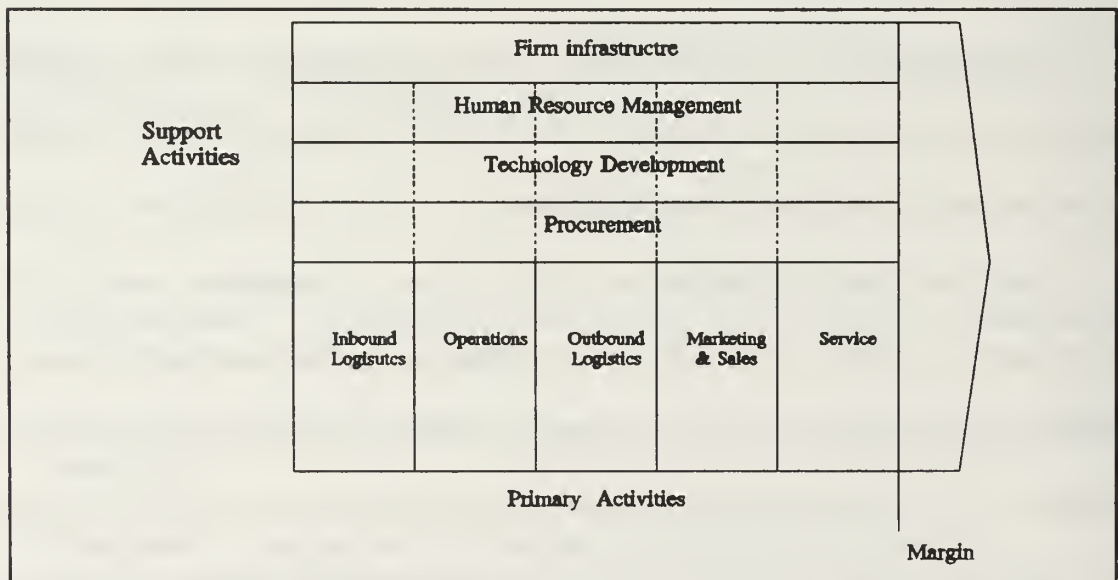 Firm infrastructre
Human Resource Management
Support
Activities
Technology Development
Procurement
Inbound
Logisutcs
Operations
Outbound
Logistics
Marketing
& Sales
Service
Primary Activities
Margin